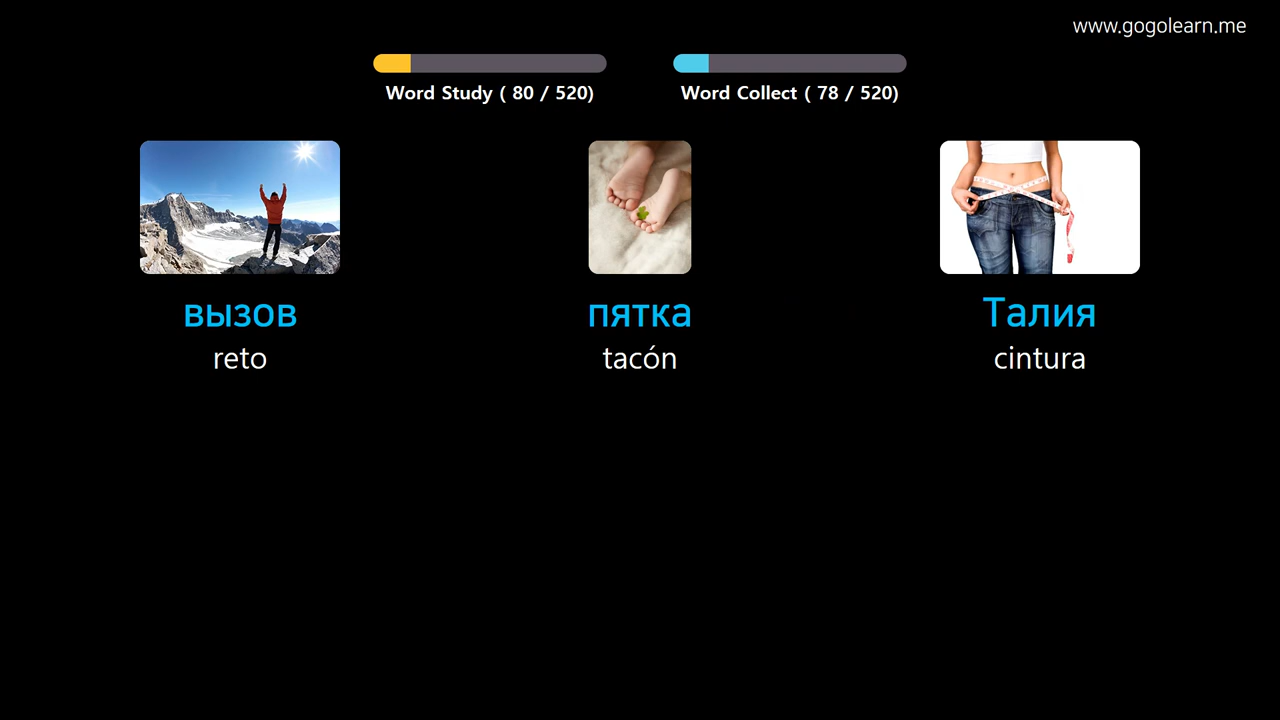 www.gogolearn.me
Word Study ( 80 / 520)
Word Collect ( 78 / 520)
вызов
reto
пятка
tacón
Талия
cintura